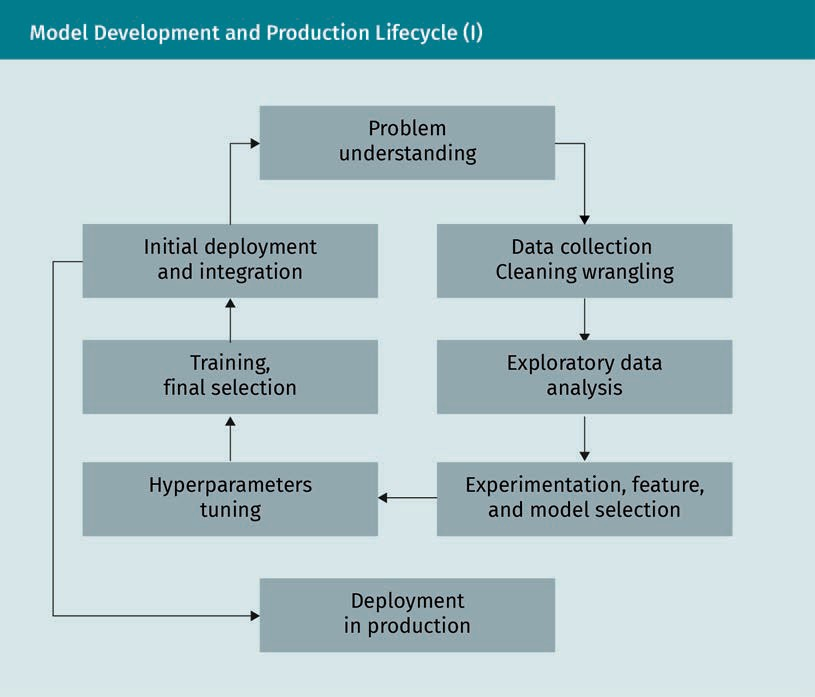 Model Development and Production Lifecycle (I)
Problem
understanding
Initial deployment
and integration
Data collection
Cleaning wrangling
Training,
final selection
Exploratory data
analysis
Hyperparameters
tuning
Experimentation, feature,
and model selection
Deployment
in production